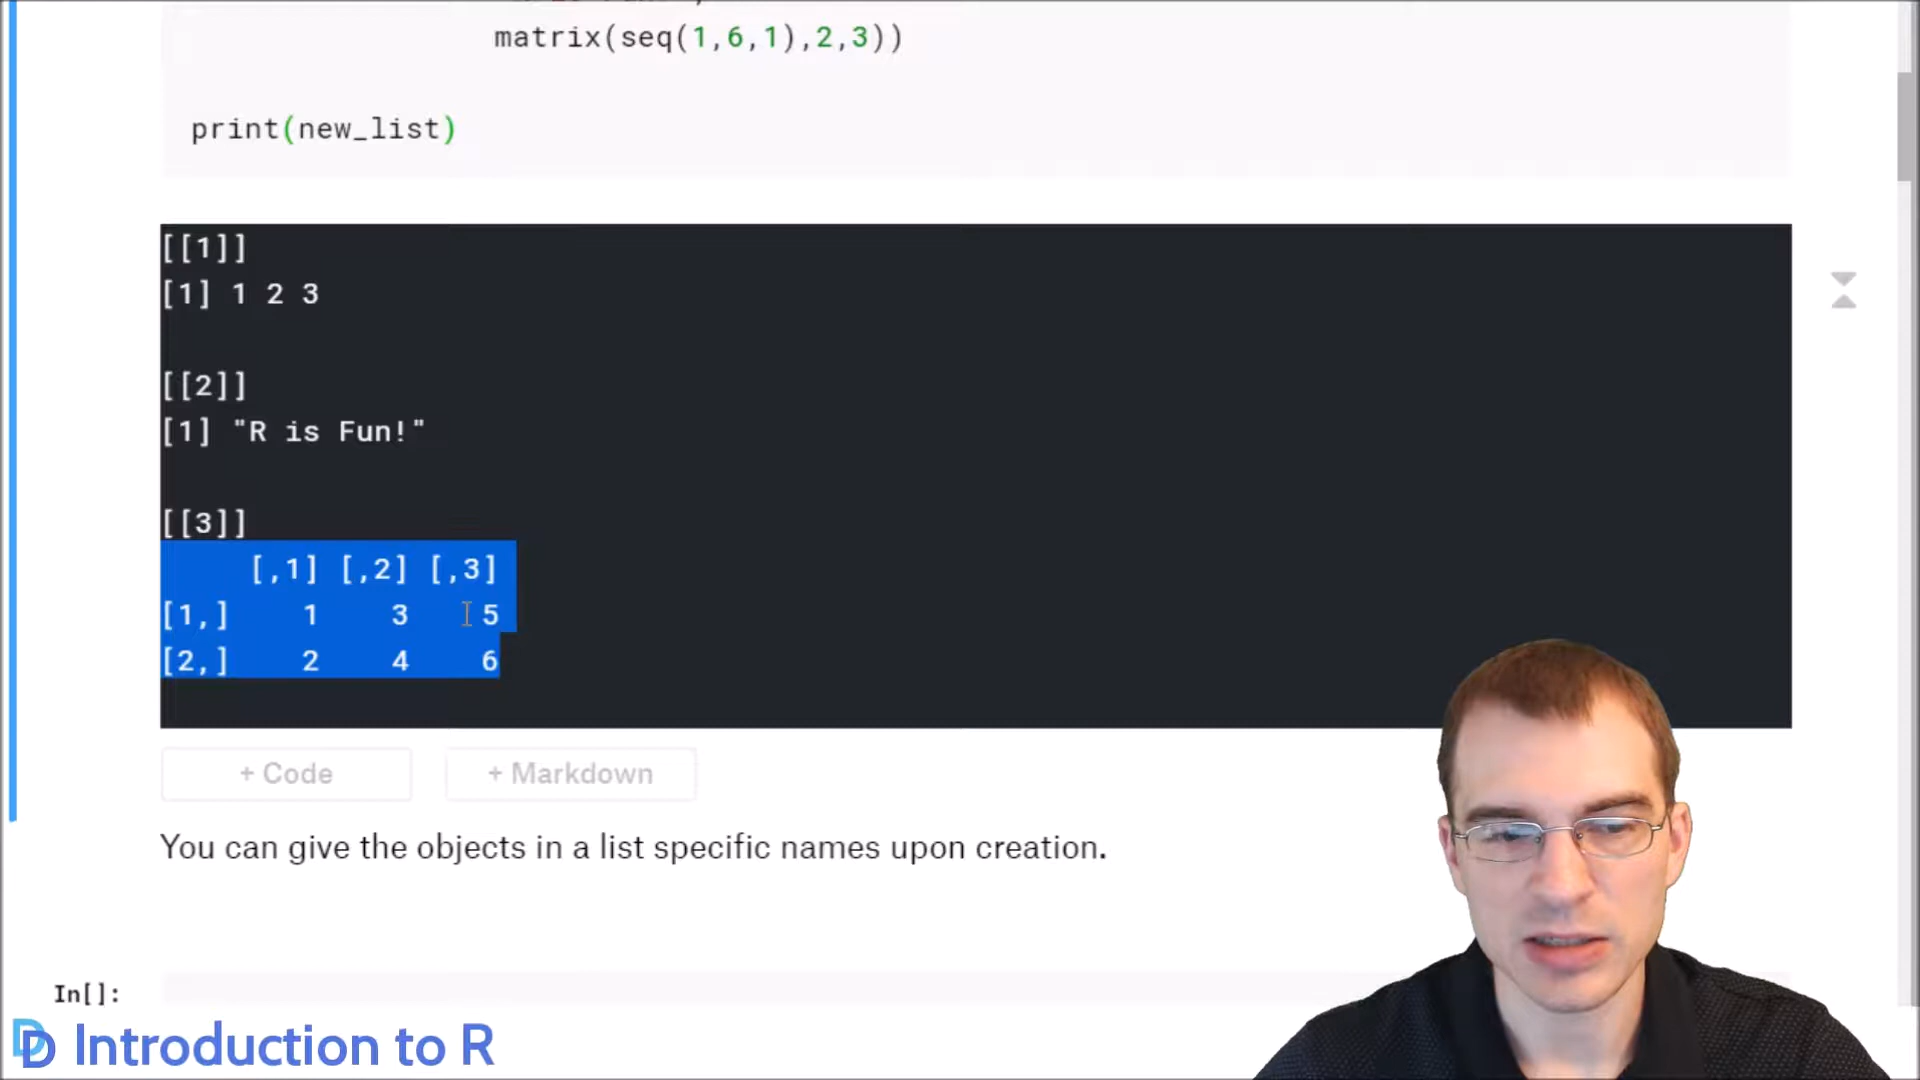 matrix(seq(1,6,1),2,3))
print(new_list)
[[1]]
[1] 1 2 3
[[2]]
[1] "R is Fun!"
[[3]]
[,1] [,2] [,3]
[1,] 1 3 5
[2,] 2 4 6
+ Code + Markdown
You can give the objects in a list specific names upon creation.
In[]:
Introduction to R